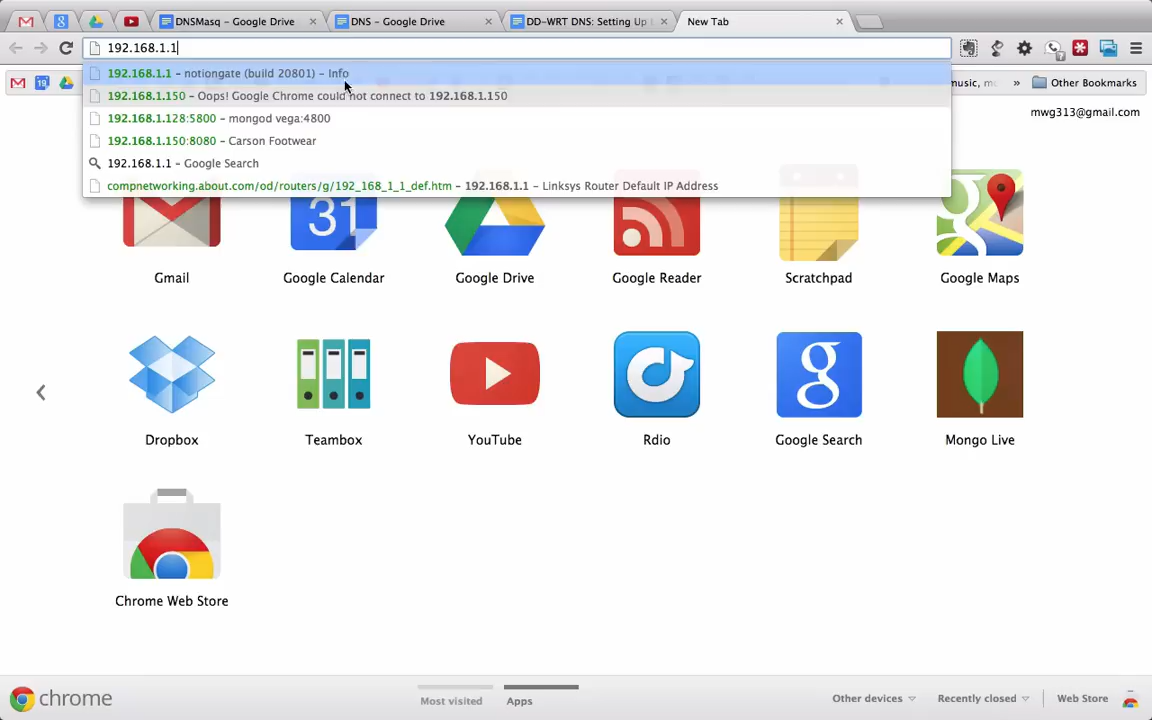 DNSMasq – Google Drive
DNS – Google Drive
DD-WRT DNS: Setting Up
New Tab
192.168.1.1
192.168.1.1 – notiongate (build 20801) – Info
192.168.1.150 – Oops! Google Chrome could not connect to 192.168.1.150
192.168.1.128:5800 – mongod vega:4800
192.168.1.150:8080 – Carson Footwear
192.168.1.1 – Google Search
compnetworking.about.com/od/routers/g/192_168_1_1_def.htm – 192.168.1.1 – Linksys Router Default IP Address
19
music, m
»
Other Bookmarks
mwg313@gmail.com
31
Gmail
Google Calendar
Google Drive
Google Reader
Scratchpad
Google Maps
Dropbox
Teambox
YouTube
Rdio
Google Search
Mongo Live
Chrome Web Store
chrome
Most visited
Apps
Other devices
Recently closed
Web Store